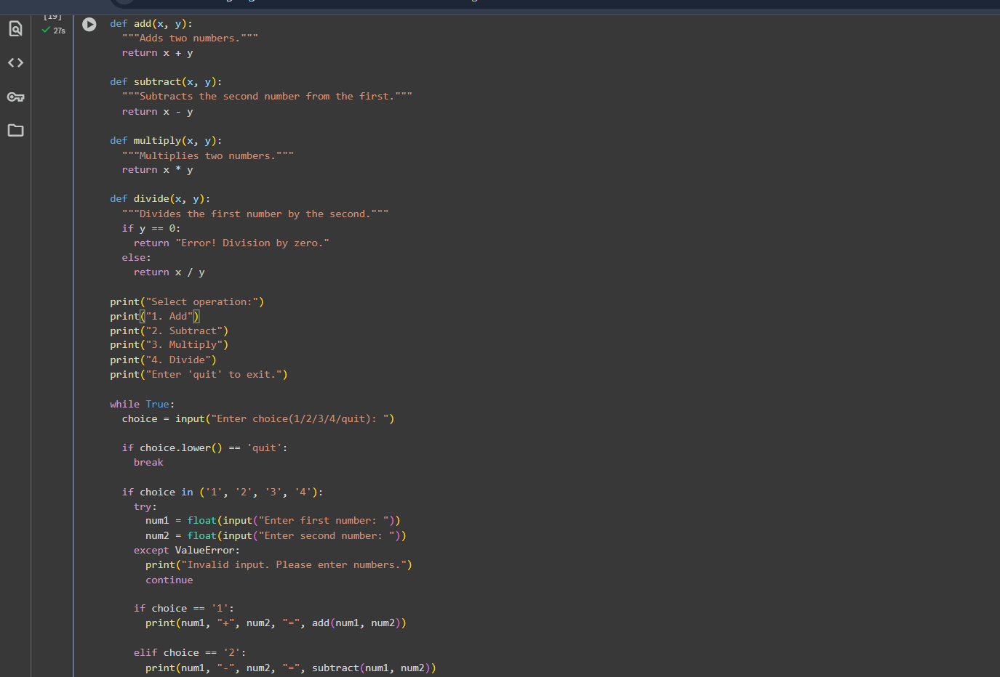 [19]
27s
def add(x, y):
  """Adds two numbers."""
  return x + y

def subtract(x, y):
  """Subtracts the second number from the first."""
  return x - y

def multiply(x, y):
  """Multiplies two numbers."""
  return x * y

def divide(x, y):
  """Divides the first number by the second."""
  if y == 0:
    return "Error! Division by zero."
  else:
    return x / y

print("Select operation:")
print("1. Add")
print("2. Subtract")
print("3. Multiply")
print("4. Divide")
print("Enter 'quit' to exit.")

while True:
  choice = input("Enter choice(1/2/3/4/quit): ")

  if choice.lower() == 'quit':
    break

  if choice in ('1', '2', '3', '4'):
    try:
      num1 = float(input("Enter first number: "))
      num2 = float(input("Enter second number: "))
    except ValueError:
      print("Invalid input. Please enter numbers.")
      continue

    if choice == '1':
      print(num1, "+", num2, "=", add(num1, num2))

    elif choice == '2':
      print(num1, "-", num2, "=", subtract(num1, num2))